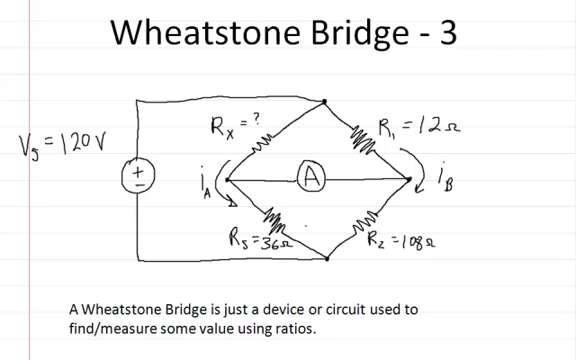 Wheatstone Bridge - 3
Rx = ?
R1 = 12Ω
Vs = 120V
+
-
A
iA
iB
Rs = 36Ω
R2 = 108Ω
A Wheatstone Bridge is just a device or circuit used to
find/measure some value using ratios.